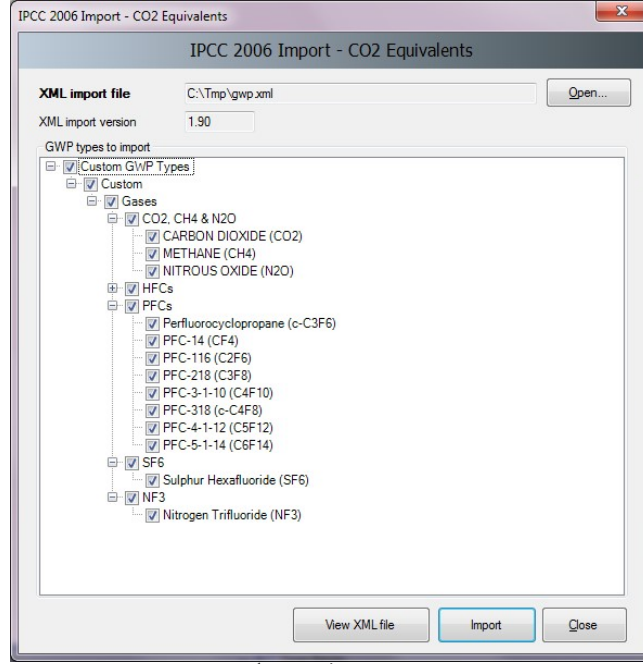 IPCC 2006 Import - CO2 Equivalents
IPCC 2006 Import - CO2 Equivalents
XML import file C:\Tmp\gwp.xml Open...
XML import version 1.90
GWP types to import
Custom GWP Types
Custom
Gases
CO2, CH4 & N2O
CARBON DIOXIDE (CO2)
METHANE (CH4)
NITROUS OXIDE (N2O)
HFCs
PFCs
Perfluorocyclopropane (c-C3F6)
PFC-14 (CF4)
PFC-116 (C2F6)
PFC-218 (C3F8)
PFC-3-1-10 (C4F10)
PFC-318 (c-C4F8)
PFC-4-1-12 (C5F12)
PFC-5-1-14 (C6F14)
SF6
Sulphur Hexafluoride (SF6)
NF3
Nitrogen Trifluoride (NF3)
View XML file Import Close